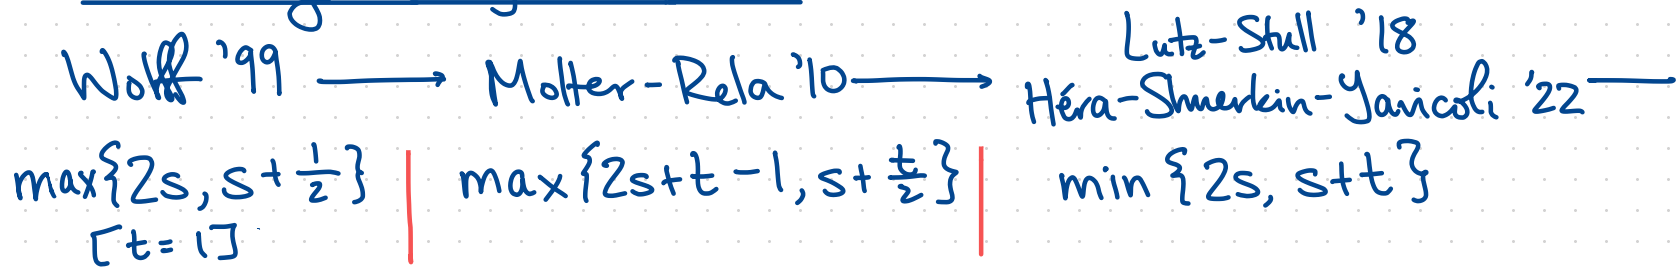 Wolff '99 → Molter-Rela '10 → Lutz-Stull '18
Héra-Shmerkin-Yavicoli '22
max{2s, s + 1/2} | max{2s+t-1, s + t/2} | min{2s, s+t}
[t = 1]